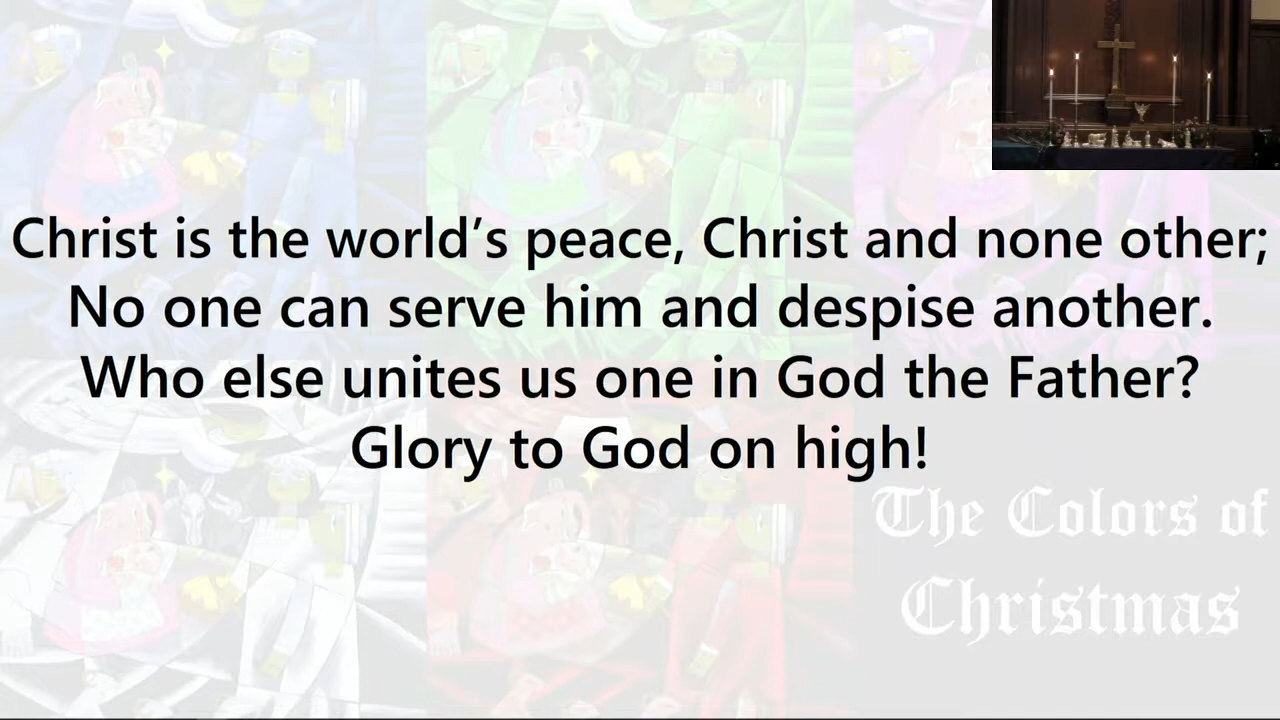 Christ is the world’s peace, Christ and none other;
No one can serve him and despise another.
Who else unites us one in God the Father?
Glory to God on high!
The Colors of
Christmas